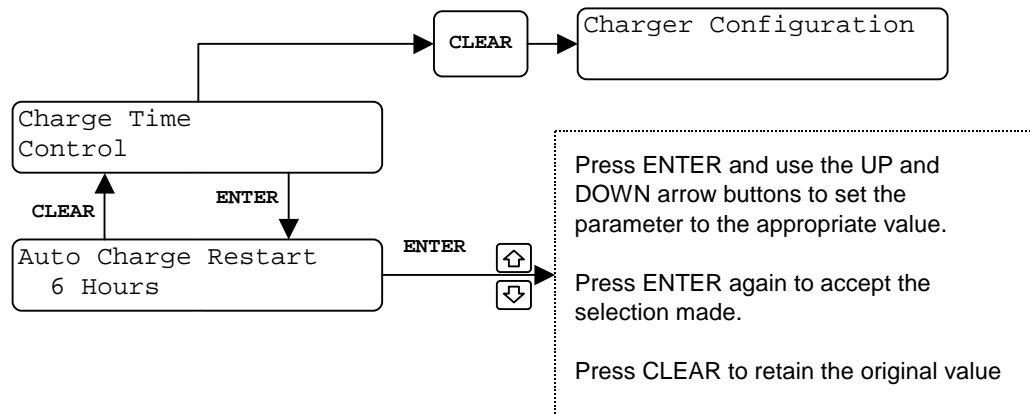 CLEAR
Charger Configuration
Charge Time
Control
CLEAR
ENTER
Auto Charge Restart
6 Hours
ENTER
Press ENTER and use the UP and
DOWN arrow buttons to set the
parameter to the appropriate value.
Press ENTER again to accept the
selection made.
Press CLEAR to retain the original value